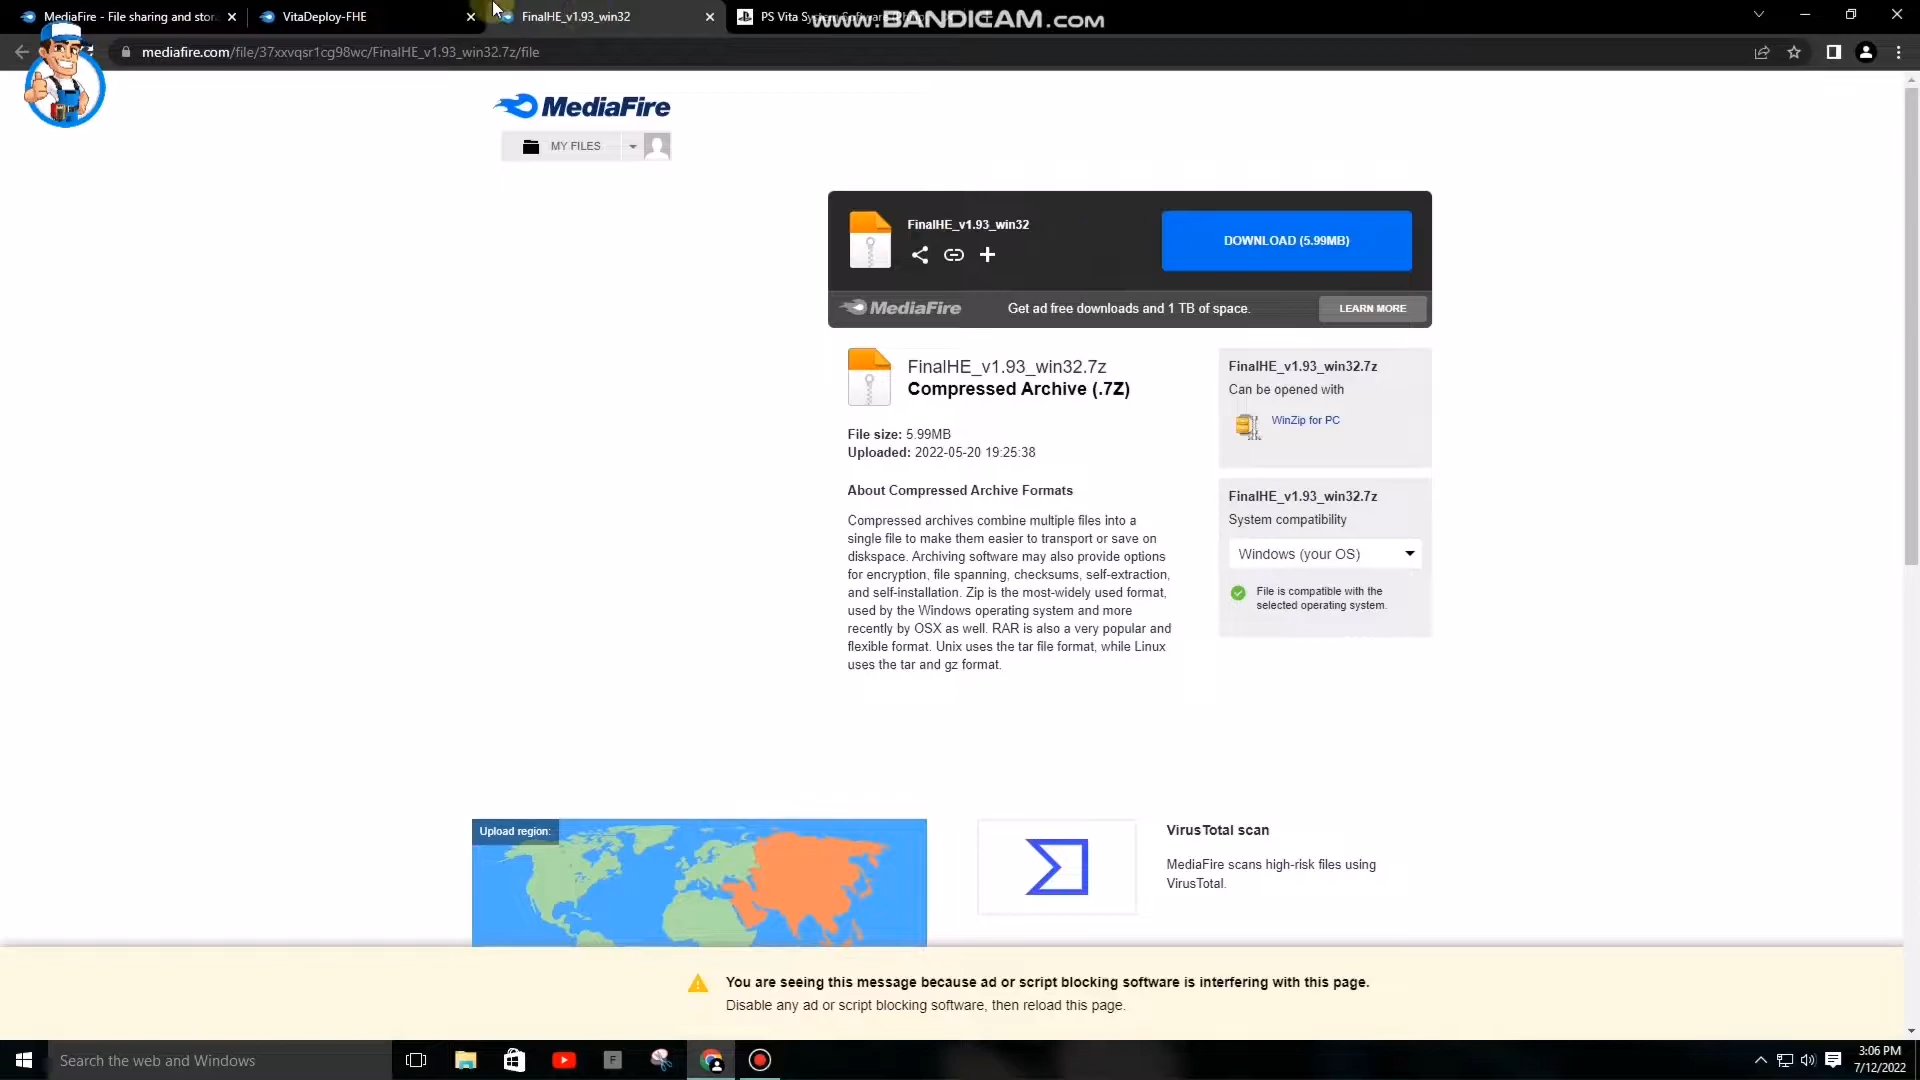 MediaFire - File sharing and stor
VitaDeploy-FHE
FinalHE_v1.93_win32
PS Vita System Software
www.BANDICAM.com
mediafire.com/file/37xxvqsr1cg98wc/FinalHE_v1.93_win32.7z/file
MediaFire
MY FILES
FinalHE_v1.93_win32
DOWNLOAD (5.99MB)
MediaFire
Get ad free downloads and 1 TB of space.
LEARN MORE
FinalHE_v1.93_win32.7z
Compressed Archive (.7Z)
File size: 5.99MB
Uploaded: 2022-05-20 19:25:38
About Compressed Archive Formats
Compressed archives combine multiple files into a
single file to make them easier to transport or save on
diskspace. Archiving software may also provide options
for encryption, file spanning, checksums, self-extraction,
and self-installation. Zip is the most-widely used format,
used by the Windows operating system and more
recently by OSX as well. RAR is also a very popular and
flexible format. Unix uses the tar file format, while Linux
uses the tar and gz format.
FinalHE_v1.93_win32.7z
Can be opened with
WinZip for PC
FinalHE_v1.93_win32.7z
System compatibility
Windows (your OS)
File is compatible with the
selected operating system.
Upload region:
VirusTotal scan
MediaFire scans high-risk files using
VirusTotal.
You are seeing this message because ad or script blocking software is interfering with this page.
Disable any ad or script blocking software, then reload this page.
Search the web and Windows
F
3:06 PM
7/12/2022